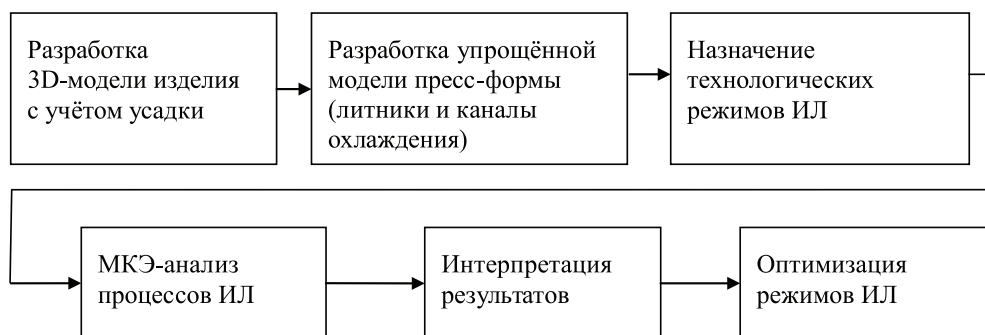 Разработка
3D-модели изделия
с учётом усадки
Разработка упрощённой
модели пресс-формы
(литники и каналы
охлаждения)
Назначение
технологических
режимов ИЛ
МКЭ-анализ
процессов ИЛ
Интерпретация
результатов
Оптимизация
режимов ИЛ